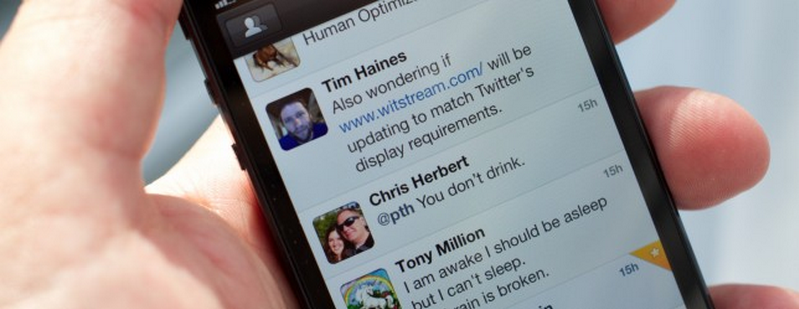 Human Optimiz
Tim Haines
Also wondering if
www.witstream.com/ will be
updating to match Twitter's
display requirements.
15h
Chris Herbert
@pth You don't drink.
15h
Tony Million
I am awake I should be asleep
but I can't sleep.
rain is broken.
15h